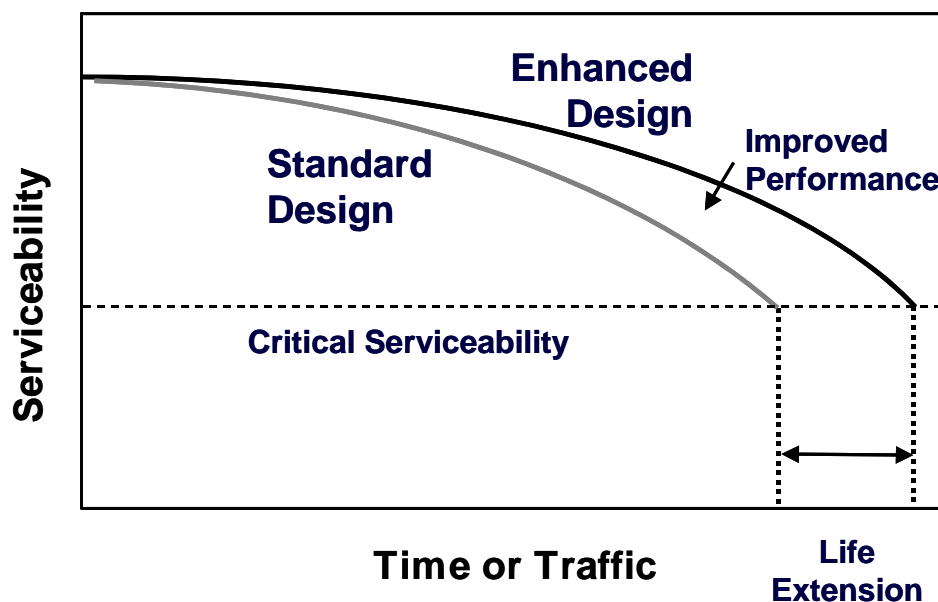 Enhanced
Design
Improved
Performance
Standard
Design
Serviceability
Critical Serviceability
Time or Traffic
Life
Extension